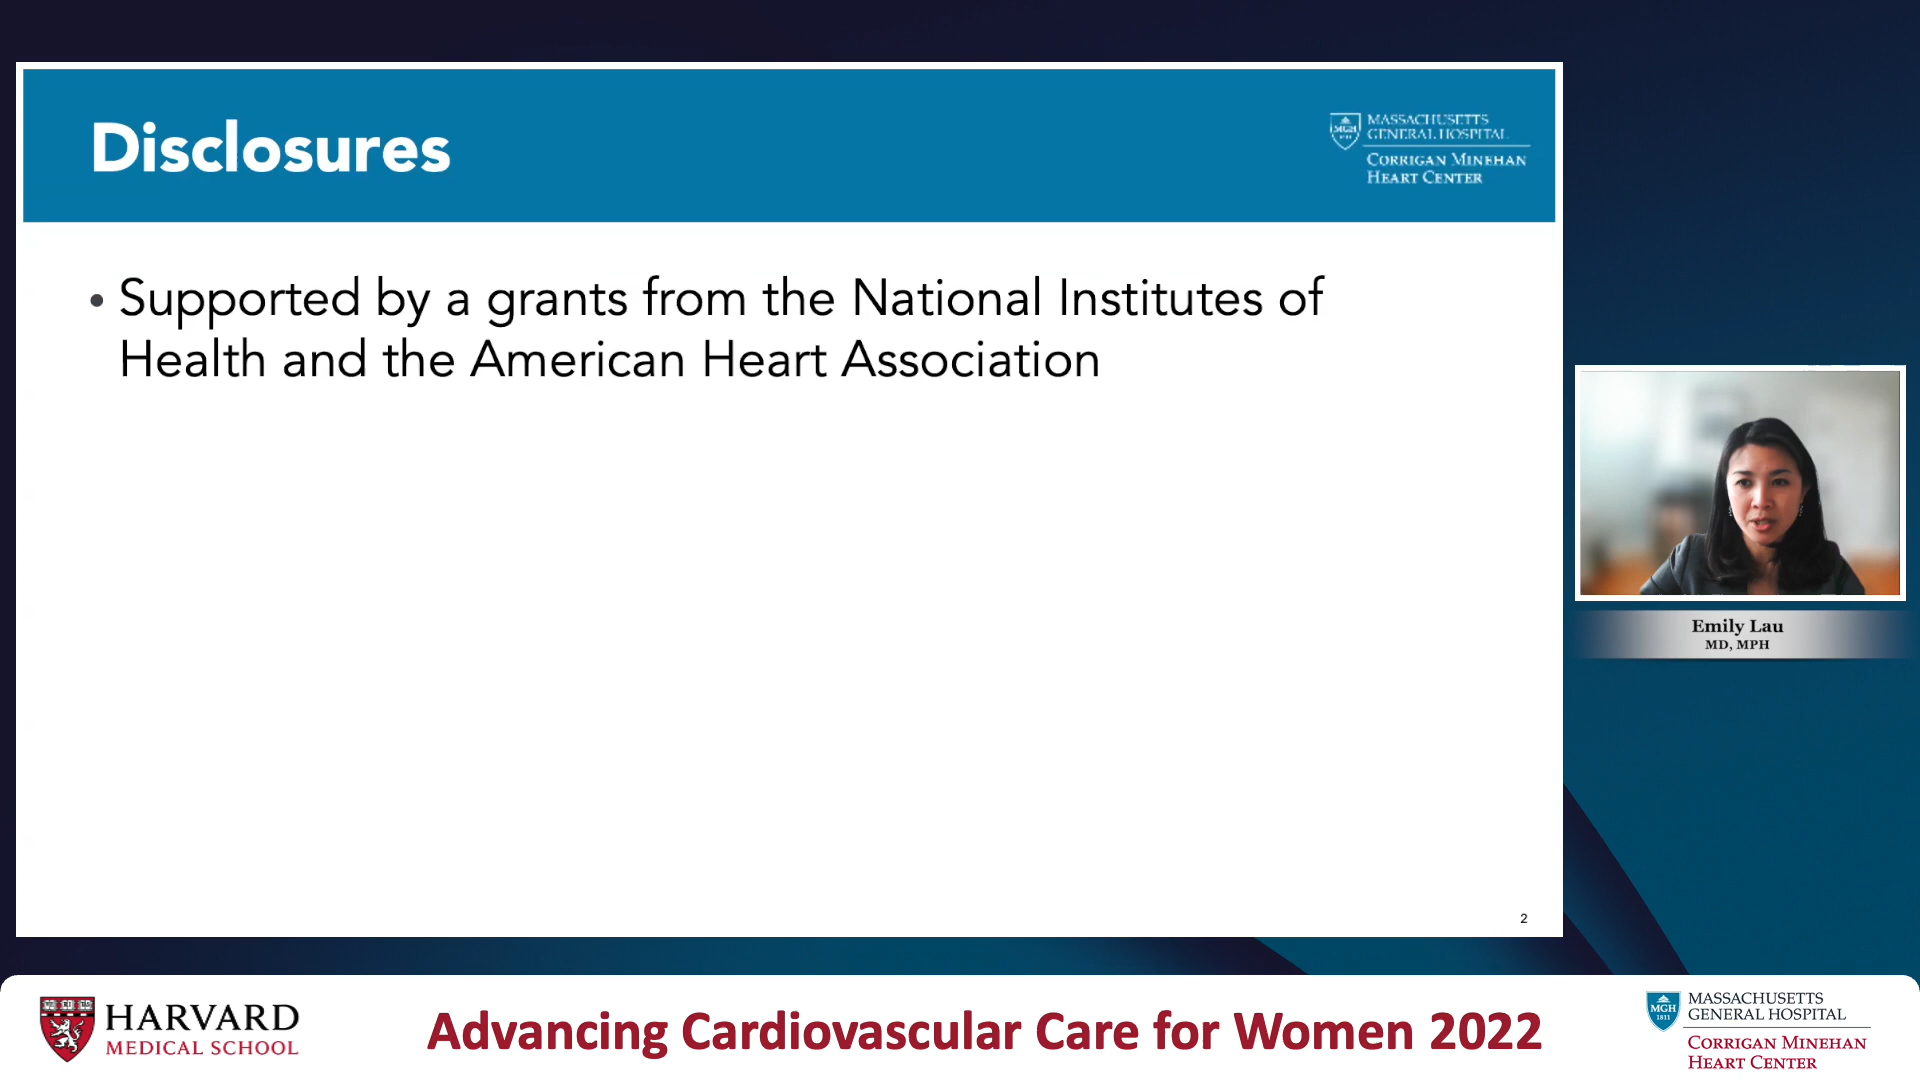 Disclosures
MASSACHUSETTS
GENERAL HOSPITAL
CORRIGAN MINEHAN
HEART CENTER
MGH
• Supported by a grants from the National Institutes of
Health and the American Heart Association
2
Emily Lau
MD, MPH
HARVARD
MEDICAL SCHOOL
Advancing Cardiovascular Care for Women 2022
MGH
1811
MASSACHUSETTS
GENERAL HOSPITAL
CORRIGAN MINEHAN
HEART CENTER